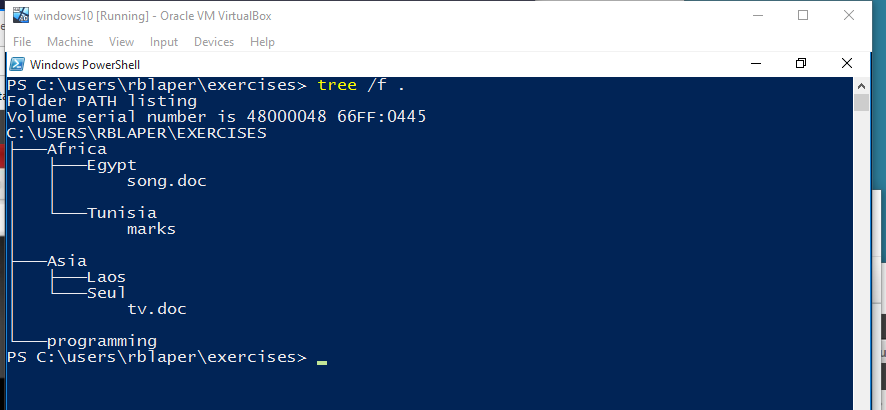 windows10 [Running] - Oracle VM VirtualBox
File Machine View Input Devices Help
Windows PowerShell
PS C:\users\rblaper\exercises> tree /f .
Folder PATH listing
Volume serial number is 48000048 66FF:0445
C:\USERS\RBLAPER\EXERCISES
├───Africa
│   ├───Egypt
│   │       song.doc
│   │
│   └───Tunisia
│           marks
│
├───Asia
│   ├───Laos
│   └───Seul
│           tv.doc
│
└───programming
PS C:\users\rblaper\exercises>